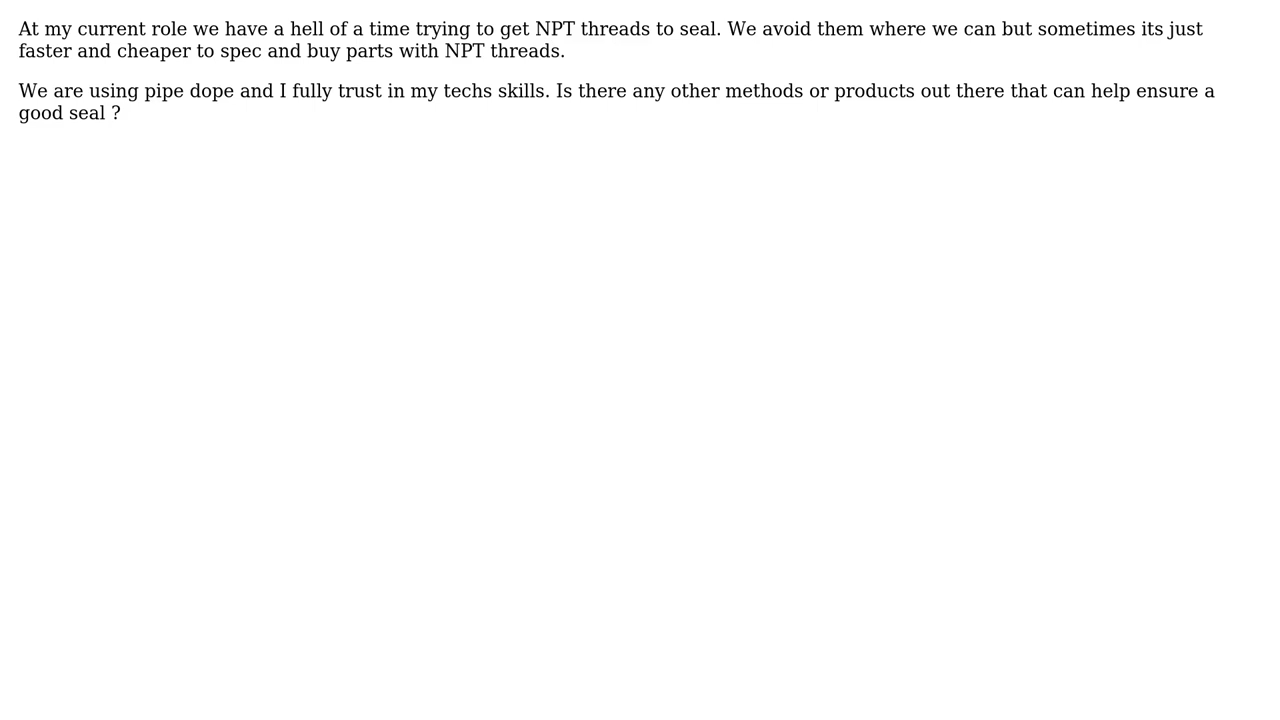 At my current role we have a hell of a time trying to get NPT threads to seal. We avoid them where we can but sometimes its just
faster and cheaper to spec and buy parts with NPT threads.
We are using pipe dope and I fully trust in my techs skills. Is there any other methods or products out there that can help ensure a
good seal ?